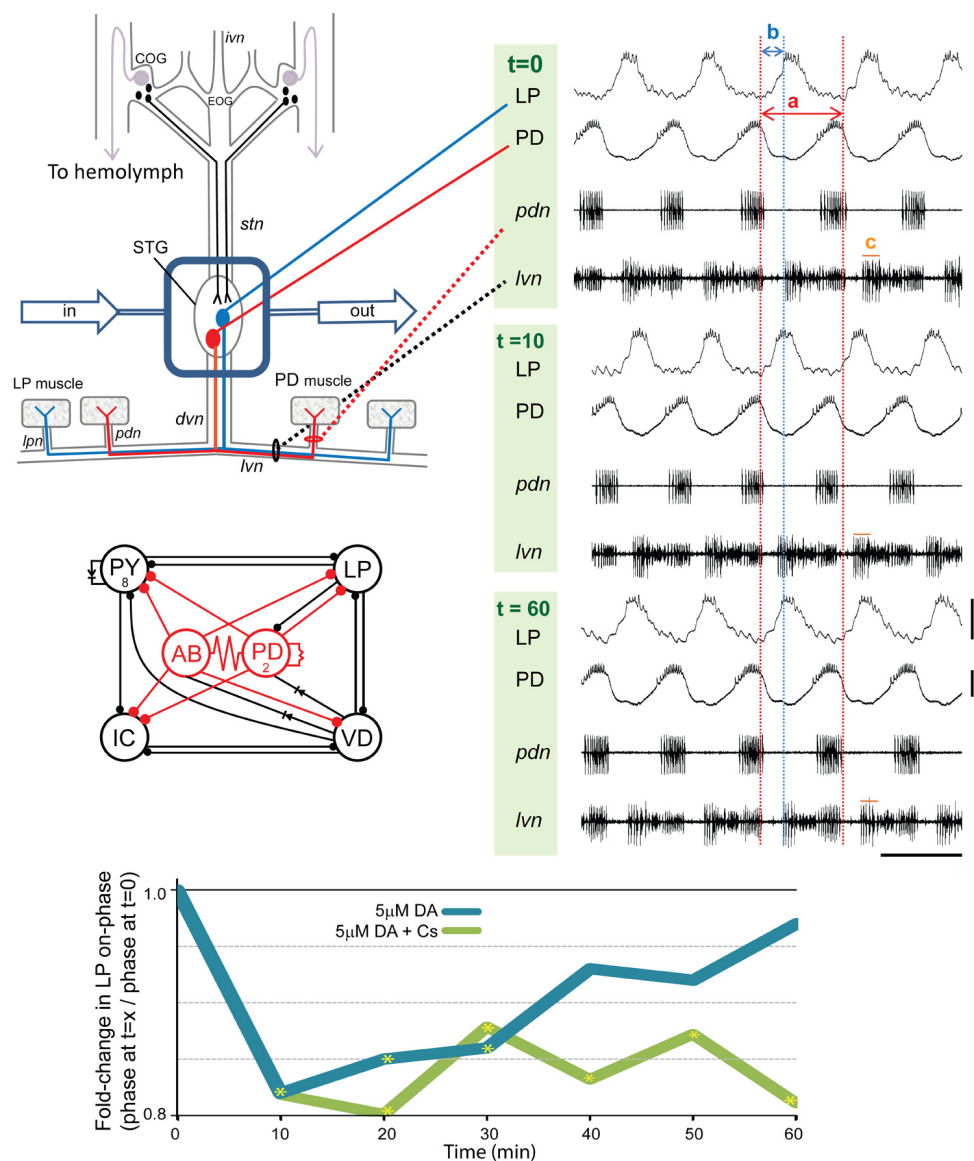 ivn
COG
EOG
To hemolymph
stn
STG
in
out
LP muscle
PD muscle
lpn
pdn
dvn
lvn
t=0
LP
PD
pdn
lvn
b
a
c
t =10
LP
PD
pdn
lvn
t = 60
LP
PD
pdn
lvn
PY
8
LP
AB
PD
2
IC
VD
Fold-change in LP on-phase
(phase at t=x / phase at t=0)
1.0
0.8
5μM DA
5μM DA + Cs
0 10 20 30 40 50 60
Time (min)